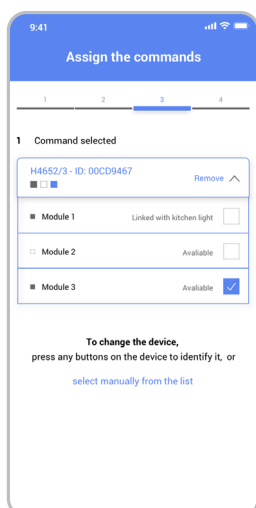 9:41
Assign the commands
1 2 3 4
1 Command selected
H4652/3 - ID: 00CD9467
Remove
Module 1 Linked with kitchen light
Module 2 Avaliable
Module 3 Avaliable
To change the device,
press any buttons on the device to identify it, or
select manually from the list